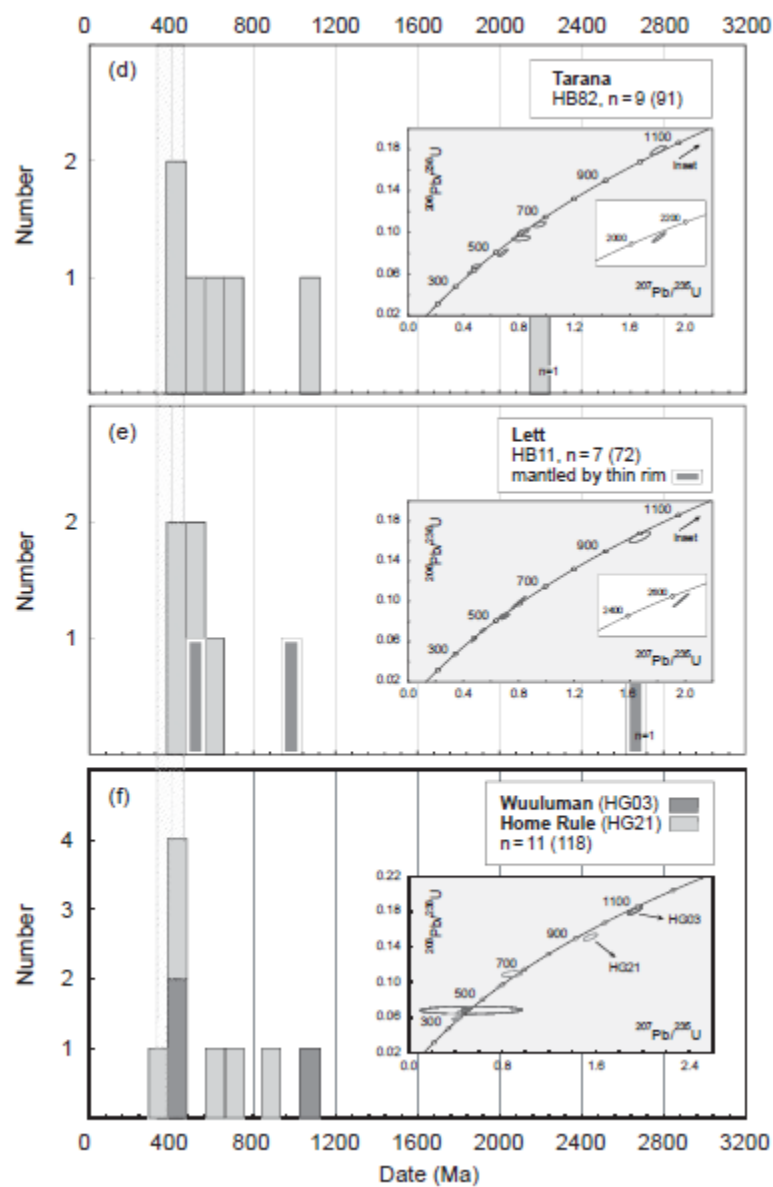 0 400 800 1200 1600 2000 2400 2800 3200
(d)
Tarana
HB82, n = 9 (91)
Number
2
1
206Pb/238U
0.18
0.14
0.10
0.06
0.02
300
500
700
900
1100
Inset
2000
2200
207Pb/235U
0.0 0.4 0.8 1.2 1.6 2.0
n=1
(e)
Lett
HB11, n = 7 (72)
mantled by thin rim
Number
2
1
206Pb/238U
0.18
0.14
0.10
0.06
0.02
300
500
700
900
1100
Inset
2400
2600
207Pb/235U
0.0 0.4 0.8 1.2 1.6 2.0
n=1
(f)
Wuuluman (HG03)
Home Rule (HG21)
n = 11 (118)
Number
4
3
2
1
206Pb/238U
0.22
0.18
0.14
0.10
0.06
0.02
300
500
700
900
1100
HG03
HG21
207Pb/235U
0.8 1.6 2.4
0 400 800 1200 1600 2000 2400 2800 3200
Date (Ma)